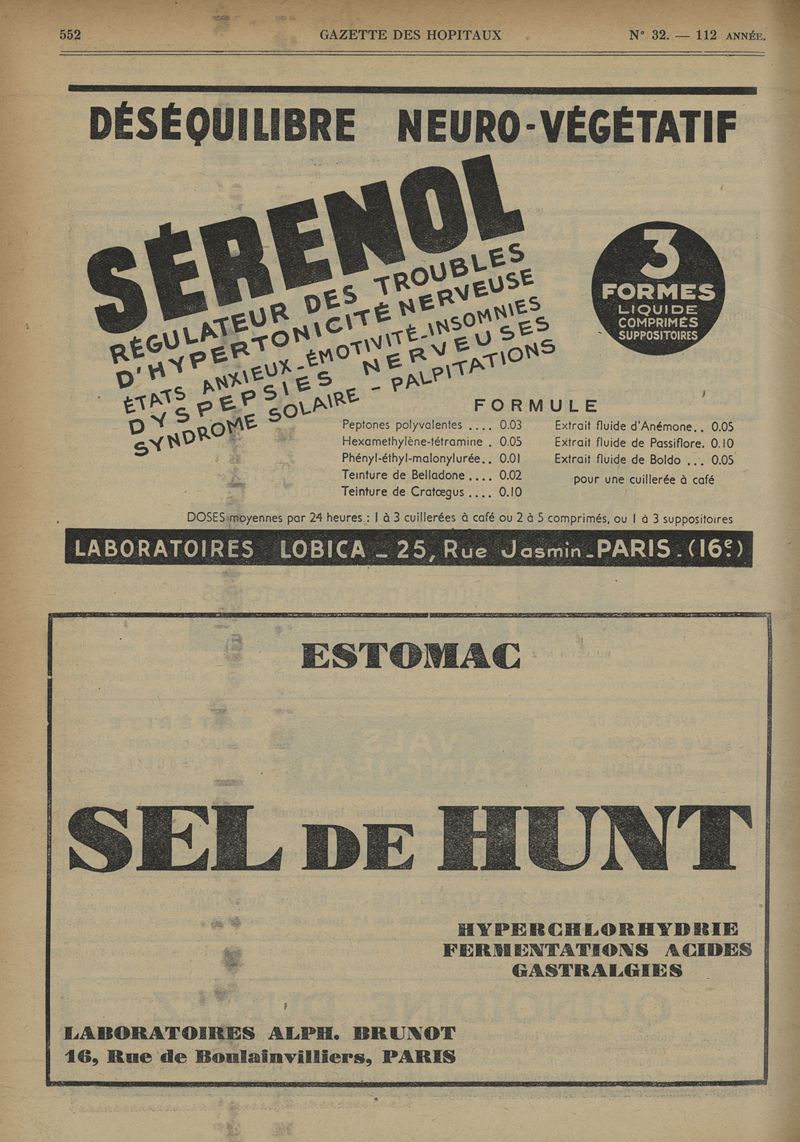 552
GAZETTE DES HOPITAUX
N° 32. — 112 ANNÉE.
DÉSÉQUILIBRE NEURO-VÉGÉTATIF
SÉRENOL
RÉGULATEUR DES TROUBLES
D'HYPERTONICITÉ NERVEUSE
ÉTATS ANXIEUX-ÉMOTIVITÉ-INSOMNIES
DYSPEPSIES NERVEUSES
SYNDROME SOLAIRE - PALPITATIONS
3
FORMES
LIQUIDE
COMPRIMÉS
SUPPOSITOIRES
FORMULE
Peptones polyvalentes .... 0.03
Hexamethylène-tétramine . 0.05
Phényl-éthyl-malonylurée.. 0.01
Teinture de Belladone .... 0.02
Teinture de Cratœgus .... 0.10
Extrait fluide d'Anémone.. 0.05
Extrait fluide de Passiflore. 0.10
Extrait fluide de Boldo ... 0.05
pour une cuillerée à café
DOSES moyennes par 24 heures : 1 à 3 cuillerées à café ou 2 à 5 comprimés, ou 1 à 3 suppositoires
LABORATOIRES LOBICA - 25, Rue Jasmin - PARIS - (16e)
ESTOMAC
SEL DE HUNT
HYPERCHLORHYDRIE
FERMENTATIONS ACIDES
GASTRALGIES
LABORATOIRES ALPH. BRUNOT
16, Rue de Boulainvilliers, PARIS